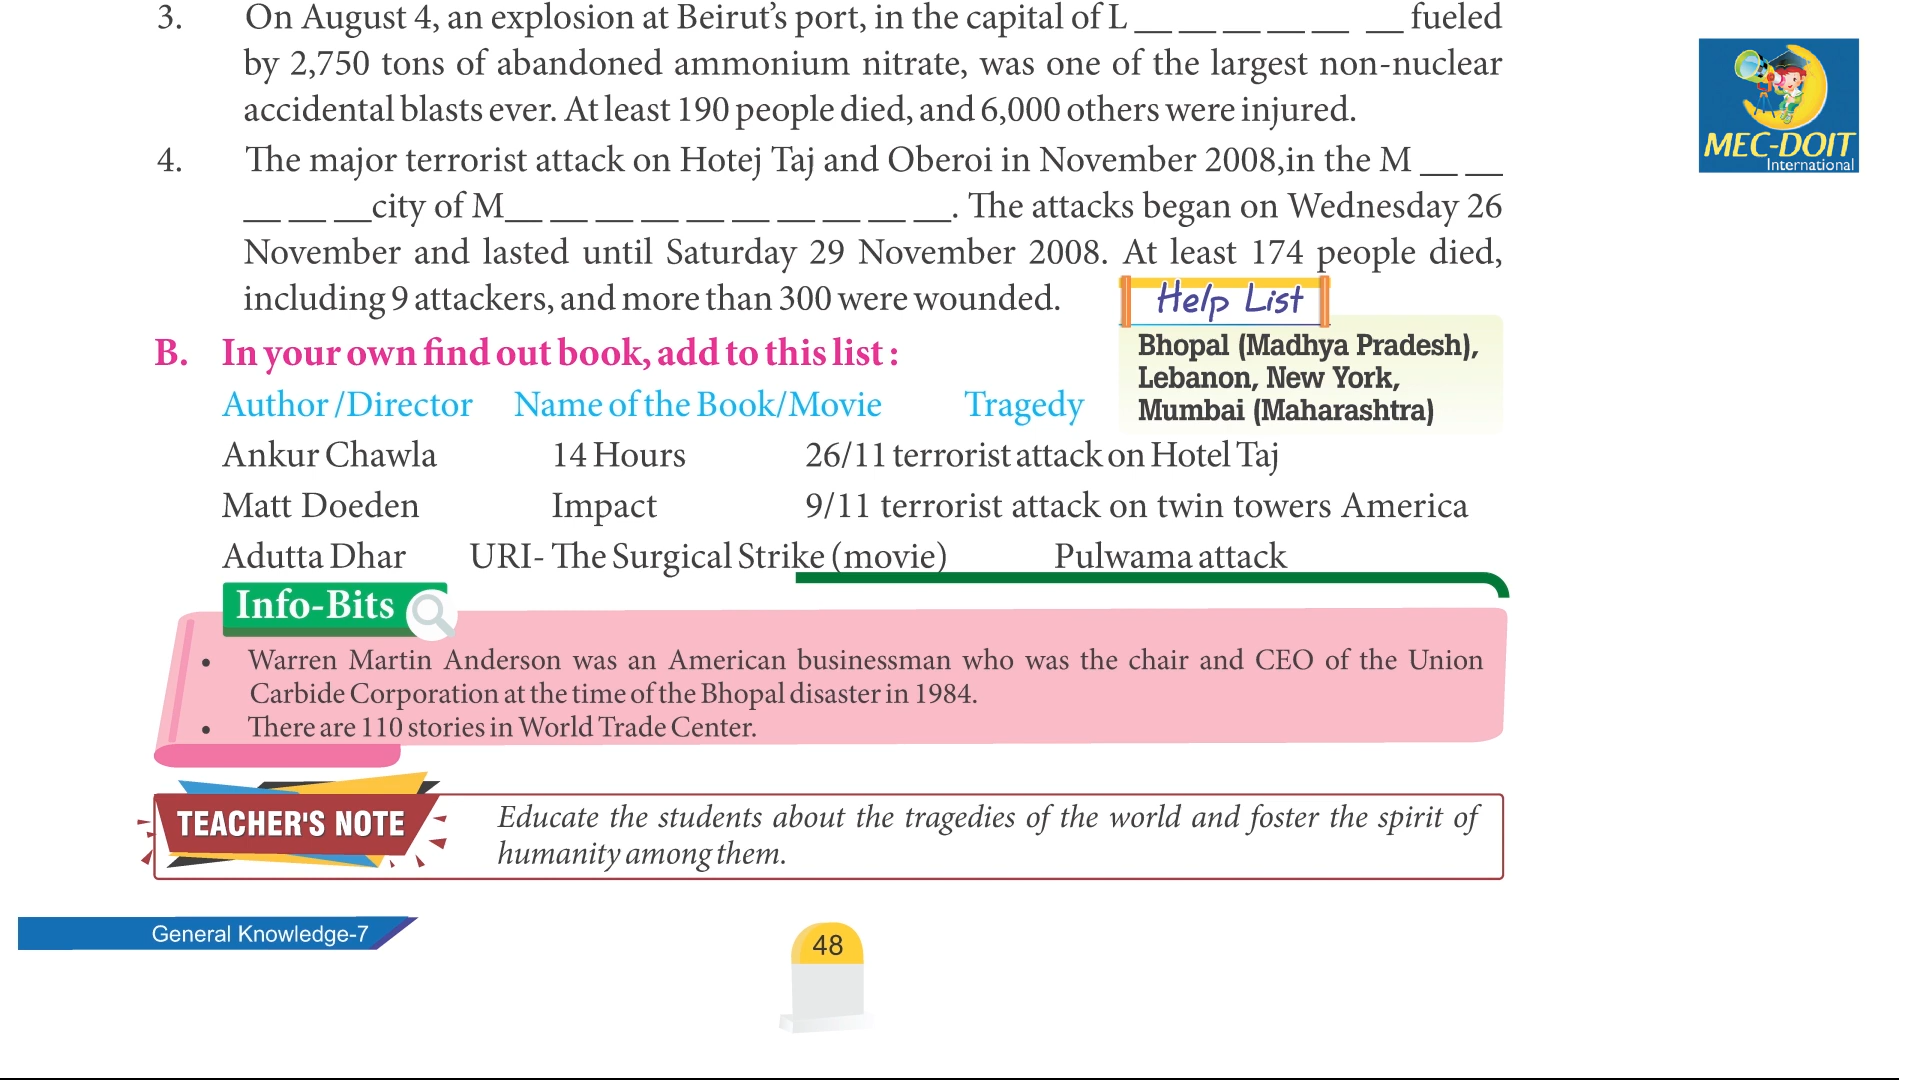 3. On August 4, an explosion at Beirut's port, in the capital of L __ __ __ __ __ __ fueled
by 2,750 tons of abandoned ammonium nitrate, was one of the largest non-nuclear
accidental blasts ever. At least 190 people died, and 6,000 others were injured.
MEC-DOIT
International
4. The major terrorist attack on Hotej Taj and Oberoi in November 2008,in the M __ __
__ __ __city of M__ __ __ __ __ __ __ __ __ __. The attacks began on Wednesday 26
November and lasted until Saturday 29 November 2008. At least 174 people died,
including 9 attackers, and more than 300 were wounded.
Help List
Bhopal (Madhya Pradesh),
Lebanon, New York,
Mumbai (Maharashtra)
B. In your own find out book, add to this list :
Author /Director Name of the Book/Movie Tragedy
Ankur Chawla 14 Hours 26/11 terrorist attack on Hotel Taj
Matt Doeden Impact 9/11 terrorist attack on twin towers America
Adutta Dhar URI- The Surgical Strike (movie) Pulwama attack
Info-Bits
• Warren Martin Anderson was an American businessman who was the chair and CEO of the Union
Carbide Corporation at the time of the Bhopal disaster in 1984.
• There are 110 stories in World Trade Center.
TEACHER'S NOTE
Educate the students about the tragedies of the world and foster the spirit of
humanity among them.
General Knowledge-7
48